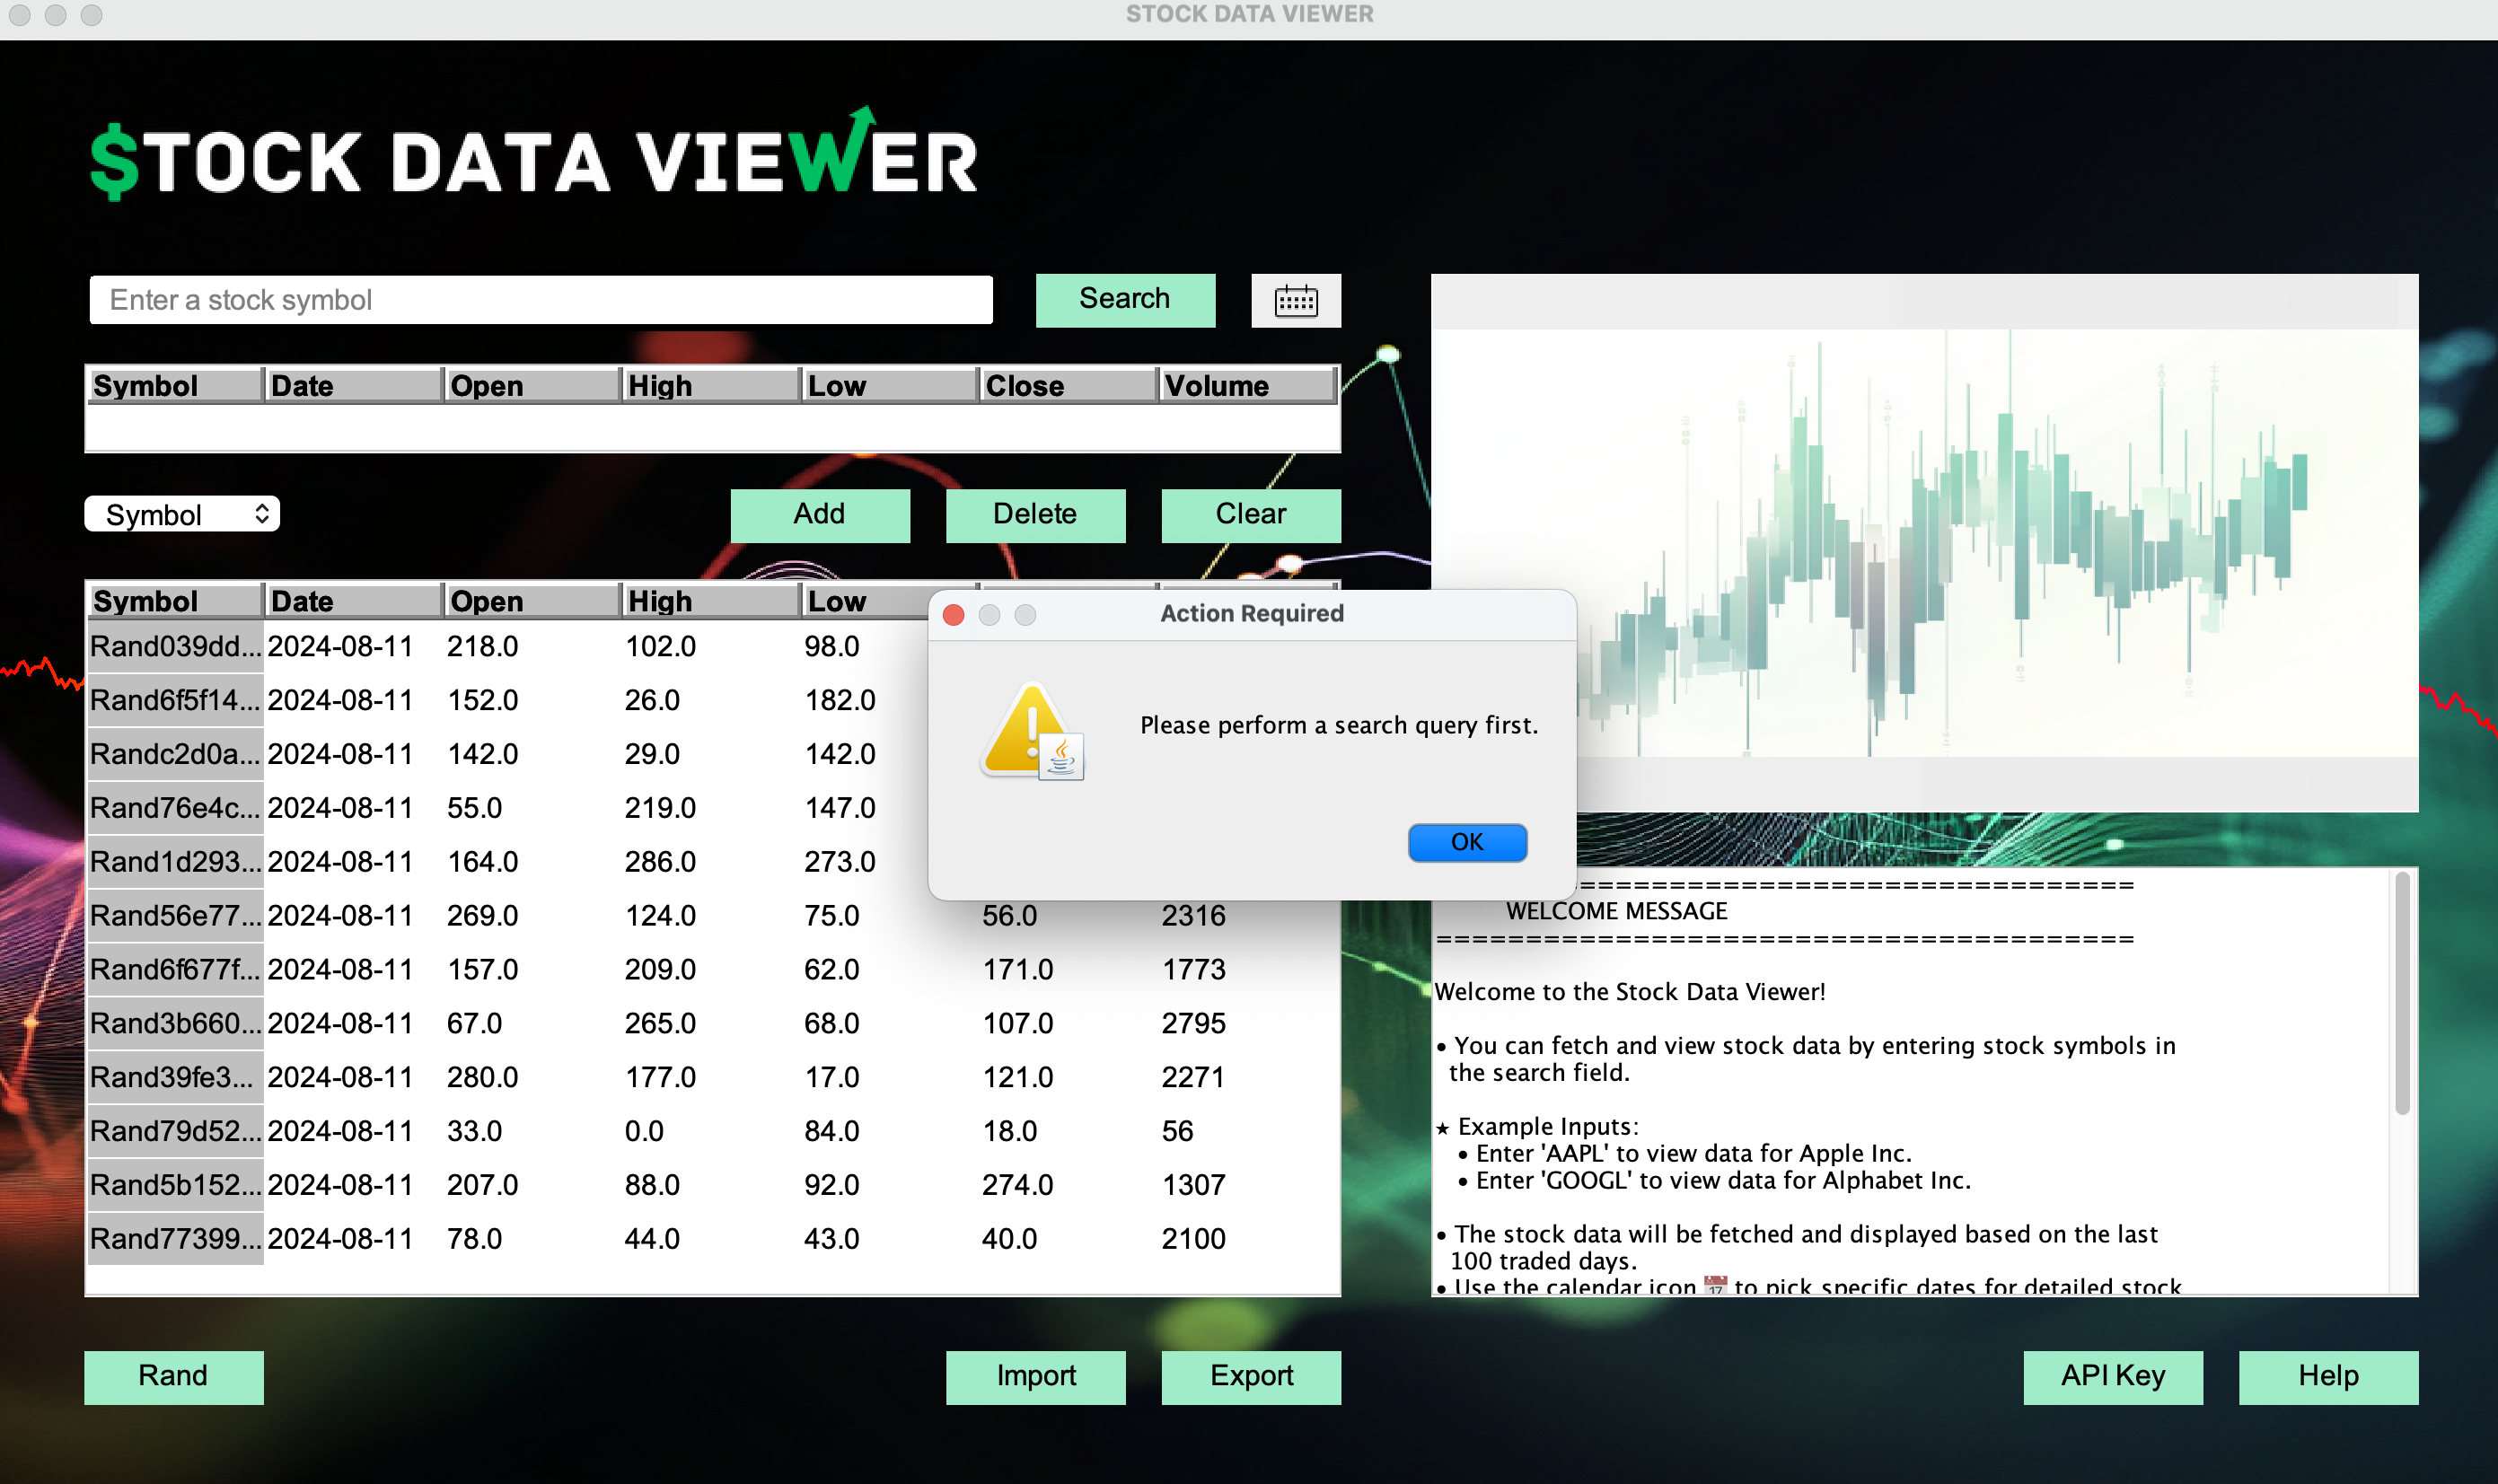 STOCK DATA VIEWER
$TOCK DATA VIEWER
Enter a stock symbol
Search
Symbol Date Open High Low Close Volume
Symbol
Add Delete Clear
Symbol Date Open High Low
Rand039dd... 2024-08-11 218.0 102.0 98.0
Rand6f5f14... 2024-08-11 152.0 26.0 182.0
Randc2d0a... 2024-08-11 142.0 29.0 142.0
Rand76e4c... 2024-08-11 55.0 219.0 147.0
Rand1d293... 2024-08-11 164.0 286.0 273.0
Rand56e77... 2024-08-11 269.0 124.0 75.0 56.0 2316
Rand6f677f... 2024-08-11 157.0 209.0 62.0 171.0 1773
Rand3b660... 2024-08-11 67.0 265.0 68.0 107.0 2795
Rand39fe3... 2024-08-11 280.0 177.0 17.0 121.0 2271
Rand79d52... 2024-08-11 33.0 0.0 84.0 18.0 56
Rand5b152... 2024-08-11 207.0 88.0 92.0 274.0 1307
Rand77399... 2024-08-11 78.0 44.0 43.0 40.0 2100
Action Required
Please perform a search query first.
OK
WELCOME MESSAGE
Welcome to the Stock Data Viewer!
• You can fetch and view stock data by entering stock symbols in
the search field.
★ Example Inputs:
• Enter 'AAPL' to view data for Apple Inc.
• Enter 'GOOGL' to view data for Alphabet Inc.
• The stock data will be fetched and displayed based on the last
100 traded days.
• Use the calendar icon 📅 to pick specific dates for detailed stock
Rand
Import Export
API Key Help